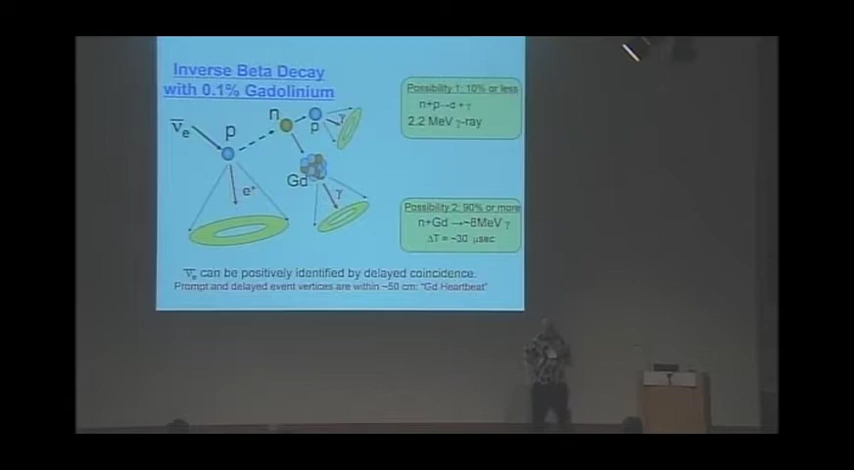 Inverse Beta Decay
with 0.1% Gadolinium
ν̅e
p
n
p
γ
e⁺
Gd
γ
Possibility 1: 10% or less
n+p→d + γ
2.2 MeV γ-ray
Possibility 2: 90% or more
n+Gd →~8MeV γ
ΔT = ~30 μsec
ν̅e can be positively identified by delayed coincidence.
Prompt and delayed event vertices are within ~50 cm: "Gd Heartbeat"